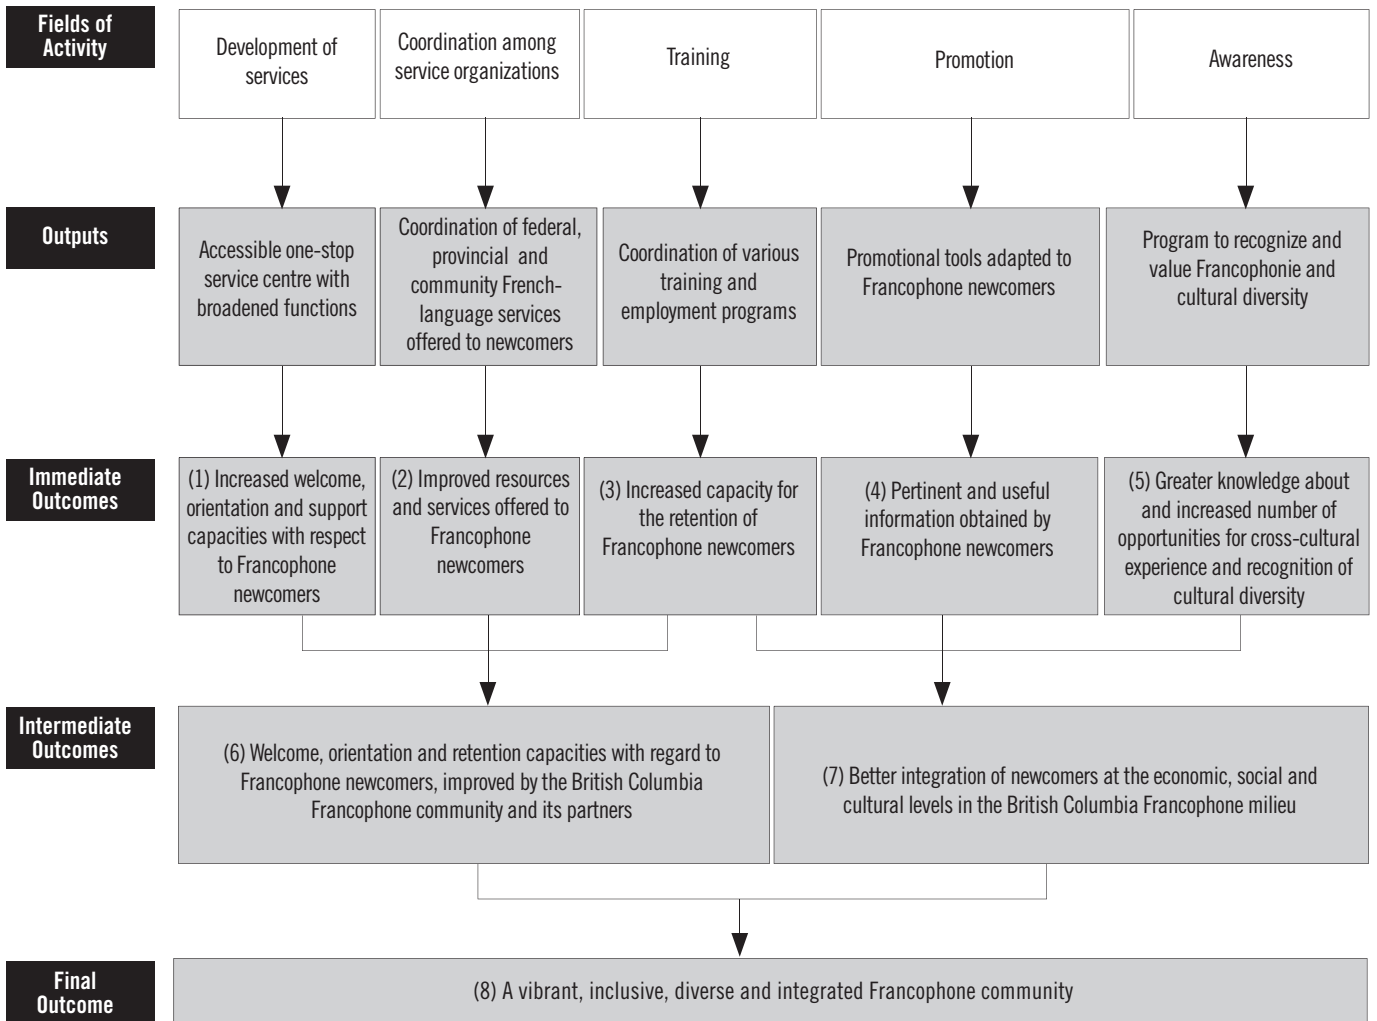 Fields of
Activity
Development of
services
Coordination among
service organizations
Training
Promotion
Awareness
Outputs
Accessible one-stop
service centre with
broadened functions
Coordination of federal,
provincial and
community French-
language services
offered to newcomers
Coordination of various
training and
employment programs
Promotional tools adapted to
Francophone newcomers
Program to recognize and
value Francophonie and
cultural diversity
Immediate
Outcomes
(1) Increased welcome,
orientation and support
capacities with respect
to Francophone
newcomers
(2) Improved resources
and services offered to
Francophone
newcomers
(3) Increased capacity for
the retention of
Francophone newcomers
(4) Pertinent and useful
information obtained by
Francophone newcomers
(5) Greater knowledge about
and increased number of
opportunities for cross-cultural
experience and recognition of
cultural diversity
Intermediate
Outcomes
(6) Welcome, orientation and retention capacities with regard to
Francophone newcomers, improved by the British Columbia
Francophone community and its partners
(7) Better integration of newcomers at the economic, social and
cultural levels in the British Columbia Francophone milieu
Final
Outcome
(8) A vibrant, inclusive, diverse and integrated Francophone community